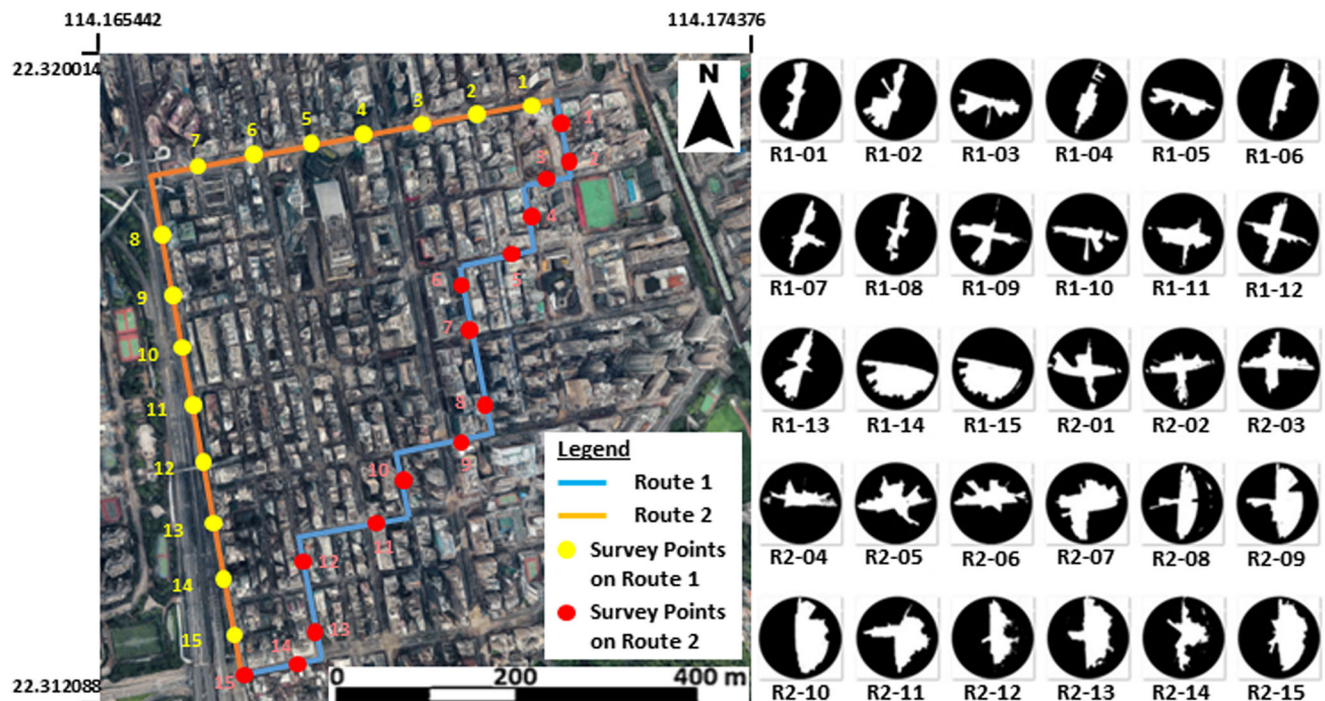 114.165442
114.174376
22.320014
N
1
2
3
4
5
6
7
8
9
10
11
12
13
14
15
1
2
3
4
5
6
7
8
9
10
11
12
13
14
15
22.312088
Legend
Route 1
Route 2
Survey Points
on Route 1
Survey Points
on Route 2
0 200 400 m
R1-01 R1-02 R1-03 R1-04 R1-05 R1-06
R1-07 R1-08 R1-09 R1-10 R1-11 R1-12
R1-13 R1-14 R1-15 R2-01 R2-02 R2-03
R2-04 R2-05 R2-06 R2-07 R2-08 R2-09
R2-10 R2-11 R2-12 R2-13 R2-14 R2-15